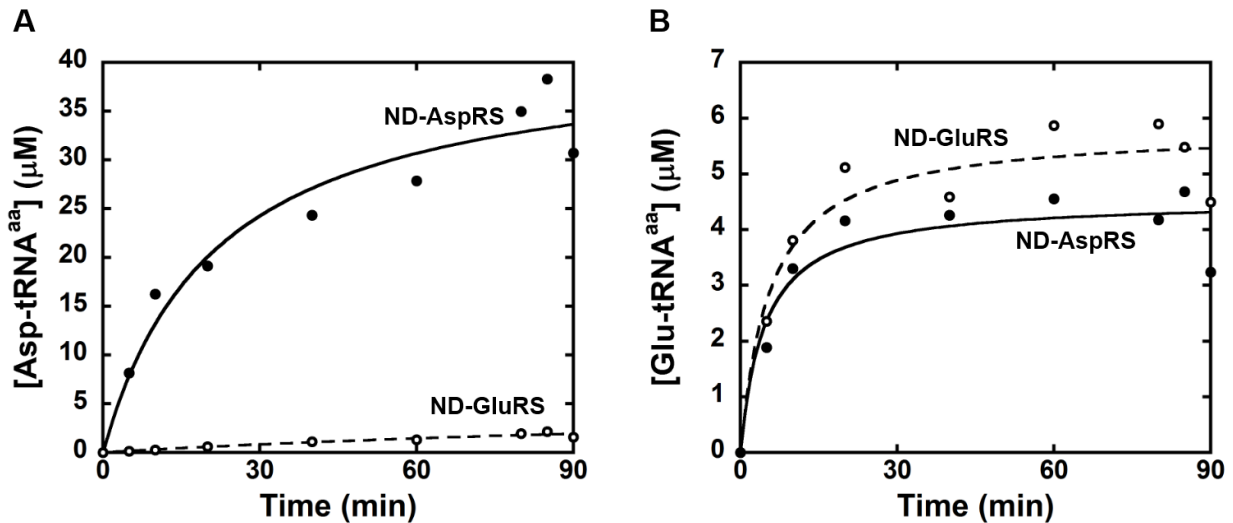 A
[Asp-tRNAaa] (μM)
40
35
30
25
20
15
10
5
0
ND-AspRS
ND-GluRS
0
30
60
90
Time (min)
B
[Glu-tRNAaa] (μM)
7
6
5
4
3
2
1
0
ND-GluRS
ND-AspRS
0
30
60
90
Time (min)